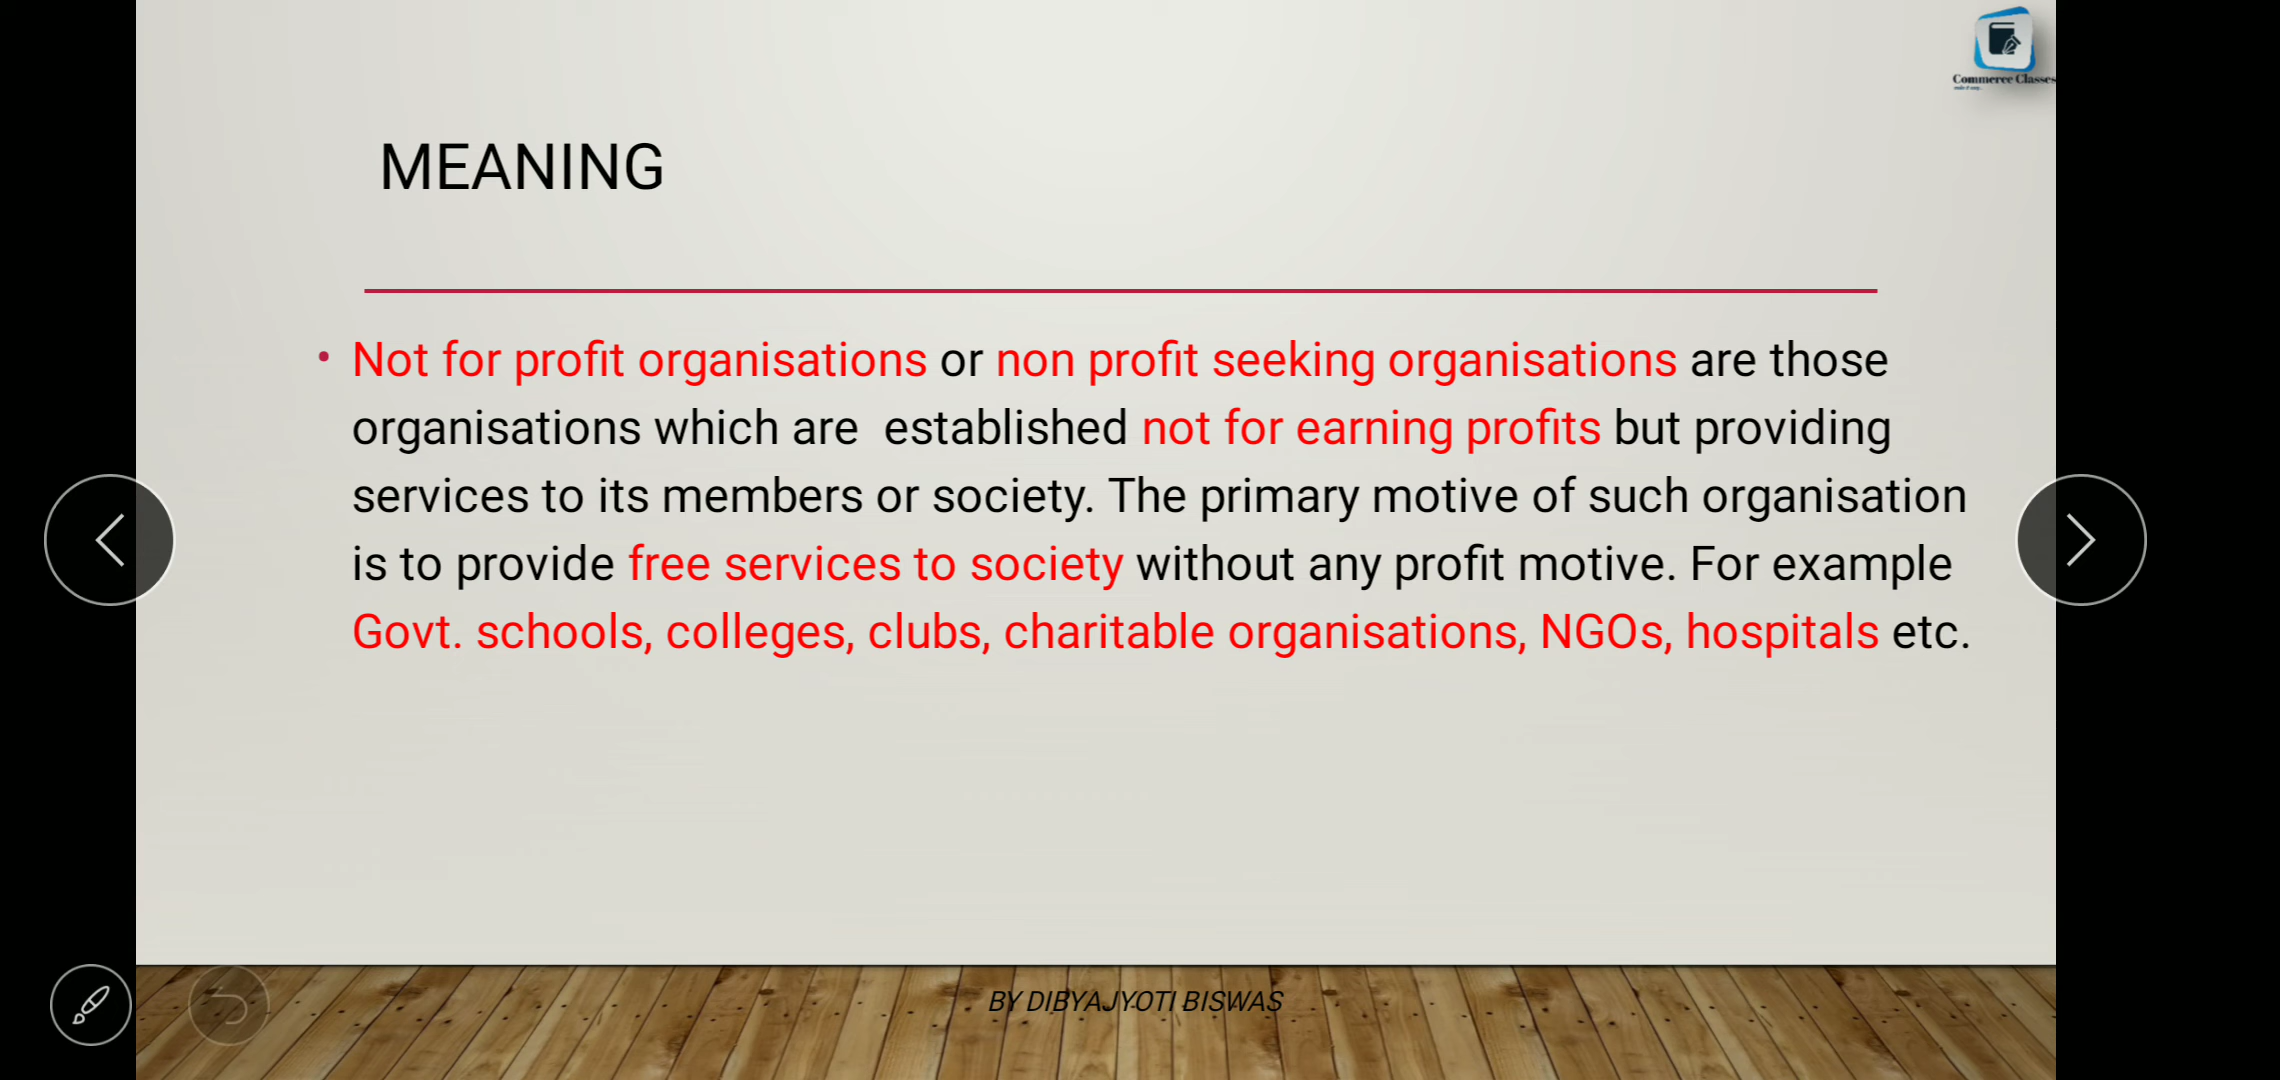 Commerce Classes
MEANING
• Not for profit organisations or non profit seeking organisations are those
organisations which are  established not for earning profits but providing
services to its members or society. The primary motive of such organisation
is to provide free services to society without any profit motive. For example
Govt. schools, colleges, clubs, charitable organisations, NGOs, hospitals etc.
BY DIBYAJYOTI BISWAS